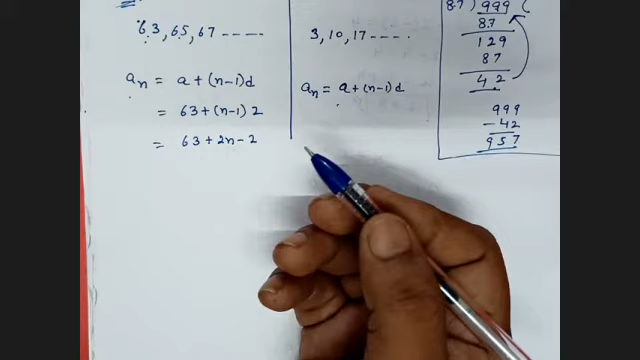 63, 65, 67 ----
aₙ = a + (n-1)d
= 63 + (n-1) 2
= 63 + 2n - 2
3, 10, 17 ----
aₙ = a + (n-1)d
87 ) 999 (
87
129
87
42
999
- 42
957